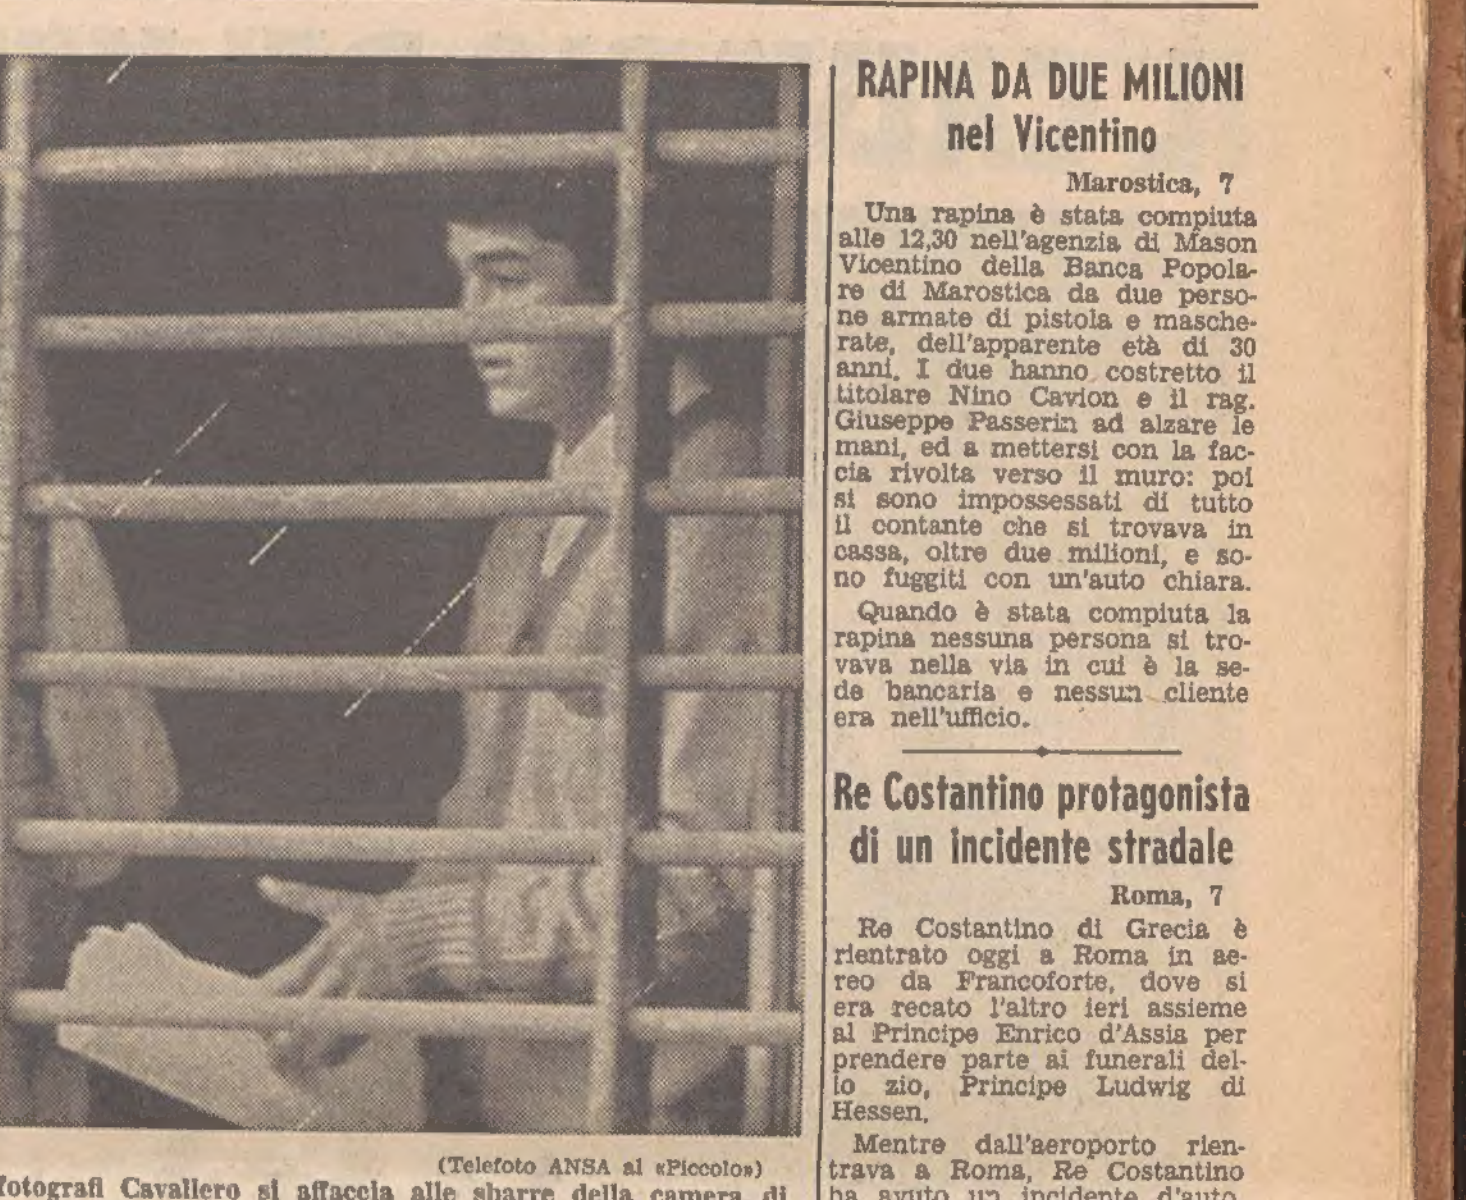 (Telefoto ANSA al «Piccolo»)
fotografi Cavallero si affaccia alle sbarre della camera di
RAPINA DA DUE MILIONI
nel Vicentino
Marostica, 7
Una rapina è stata compiuta
alle 12,30 nell'agenzia di Mason
Vicentino della Banca Popola-
re di Marostica da due perso-
ne armate di pistola e masche-
rate, dell'apparente età di 30
anni. I due hanno costretto il
titolare Nino Cavion e il rag.
Giuseppe Passerin ad alzare le
mani, ed a mettersi con la fac-
cia rivolta verso il muro: poi
si sono impossessati di tutto
il contante che si trovava in
cassa, oltre due milioni, e so-
no fuggiti con un'auto chiara.
Quando è stata compiuta la
rapina nessuna persona si tro-
vava nella via in cui è la se-
de bancaria e nessun cliente
era nell'ufficio.
Re Costantino protagonista
di un incidente stradale
Roma, 7
Re Costantino di Grecia è
rientrato oggi a Roma in ae-
reo da Francoforte, dove si
era recato l'altro ieri assieme
al Principe Enrico d'Assia per
prendere parte ai funerali del-
lo zio, Principe Ludwig di
Hessen.
Mentre dall'aeroporto rien-
trava a Roma, Re Costantino
ha avuto un incidente d'auto.